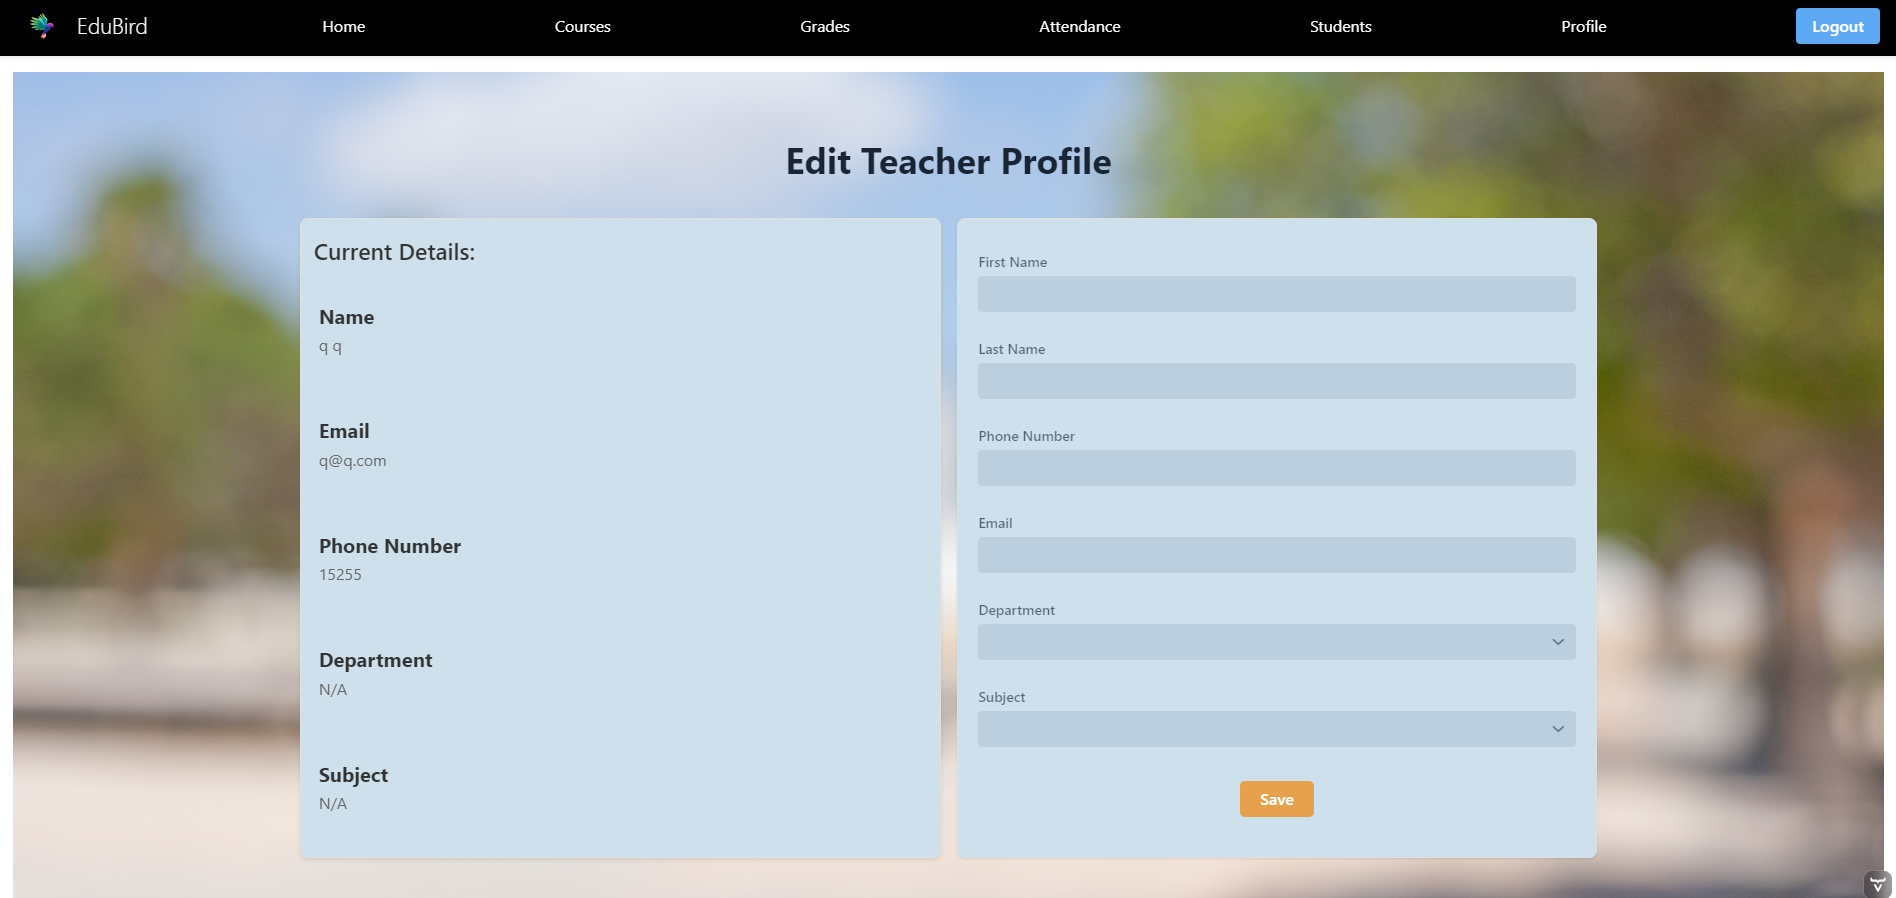 EduBird
Home
Courses
Grades
Attendance
Students
Profile
Logout
Edit Teacher Profile
Current Details:
Name
q q
Email
q@q.com
Phone Number
15255
Department
N/A
Subject
N/A
First Name
Last Name
Phone Number
Email
Department
Subject
Save